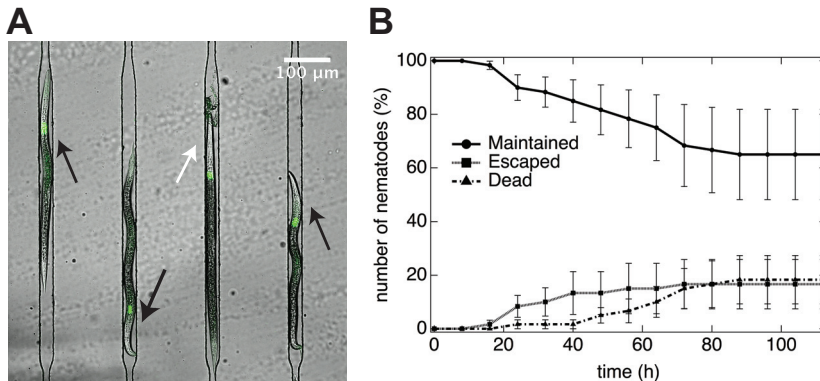 A
100 μm
B
number of nematodes (%)
100
80
60
40
20
0
Maintained
Escaped
Dead
0 20 40 60 80 100
time (h)